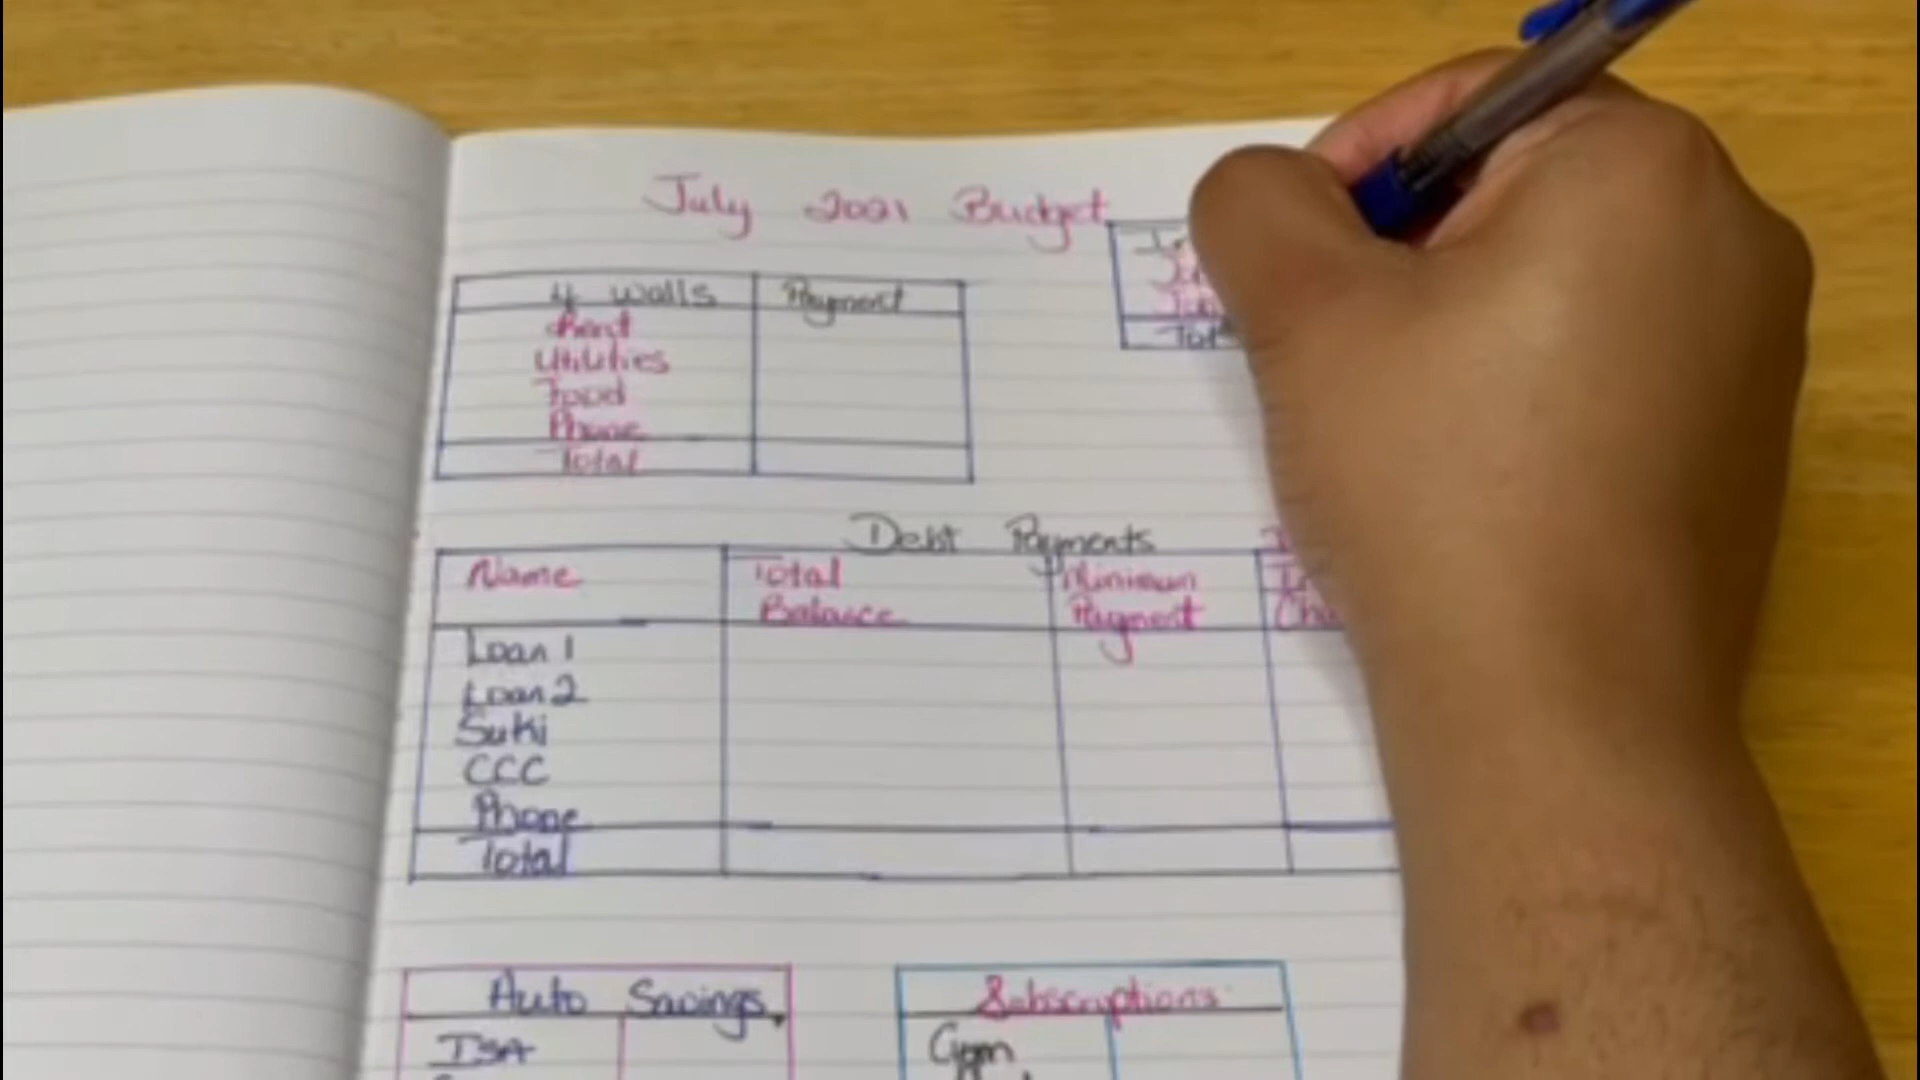 July 2021 Budget
4 walls Payment
Rent
Utilities
Food
Phone
Total
Debt Payments
Name Total Balance Minimum Payment
Loan 1
Loan 2
Suki
CCC
Phone
Total
Auto Savings
ISA
Subscriptions
Gym